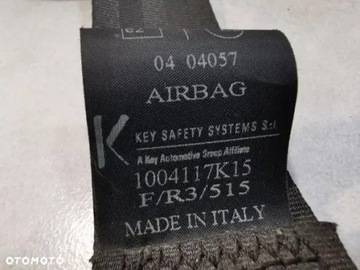 04 04057
AIRBAG
K KEY SAFETY SYSTEMS S.r.l.
A Key Automotive Group Affiliate
1004117K15
F/R3/515
MADE IN ITALY
OTOMOTO